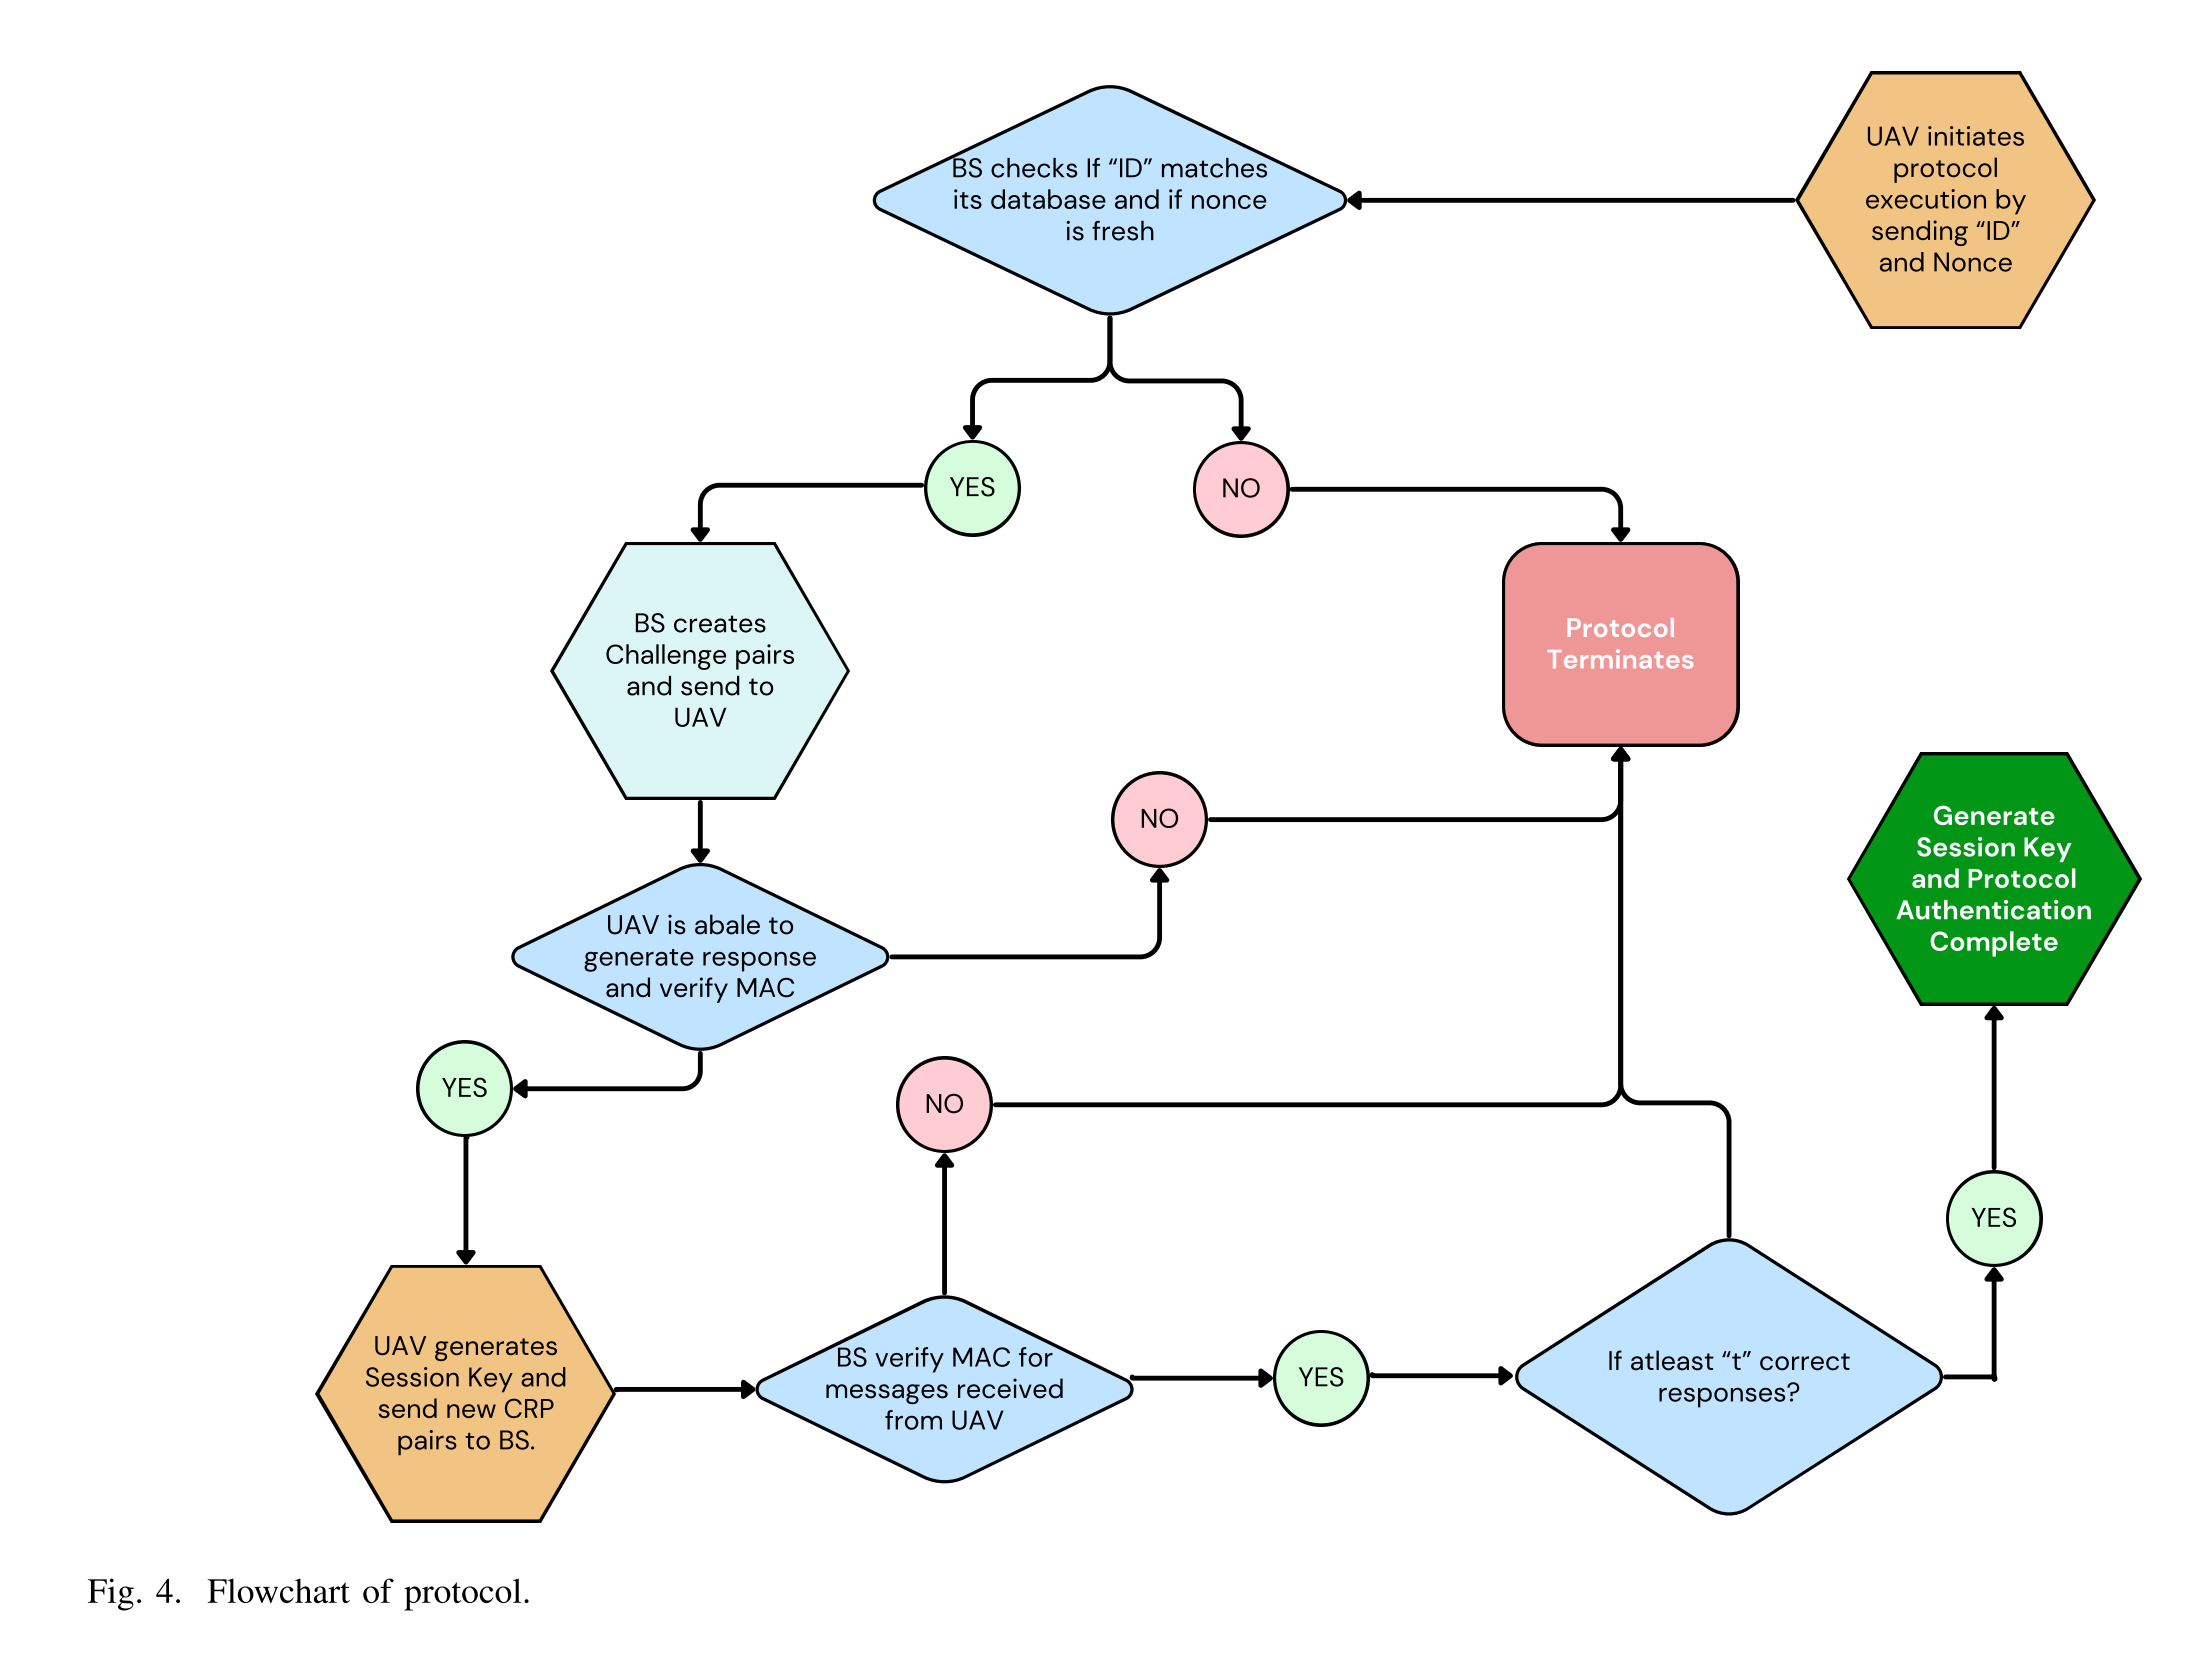 UAV initiates
protocol
execution by
sending “ID”
and Nonce
BS checks If “ID” matches
its database and if nonce
is fresh
YES
NO
BS creates
Challenge pairs
and send to
UAV
Protocol
Terminates
UAV is abale to
generate response
and verify MAC
NO
YES
UAV generates
Session Key and
send new CRP
pairs to BS.
BS verify MAC for
messages received
from UAV
NO
YES
If atleast “t” correct
responses?
YES
Generate
Session Key
and Protocol
Authentication
Complete
Fig. 4. Flowchart of protocol.